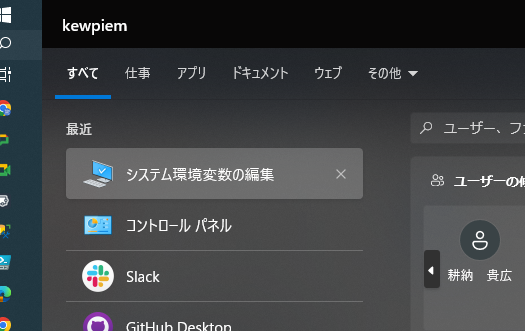 kewpiem
すべて 仕事 アプリ ドキュメント ウェブ その他
最近
ユーザー、ファ
システム環境変数の編集
ユーザーの
コントロール パネル
耕納 貴広
Slack
GitHub Desktop